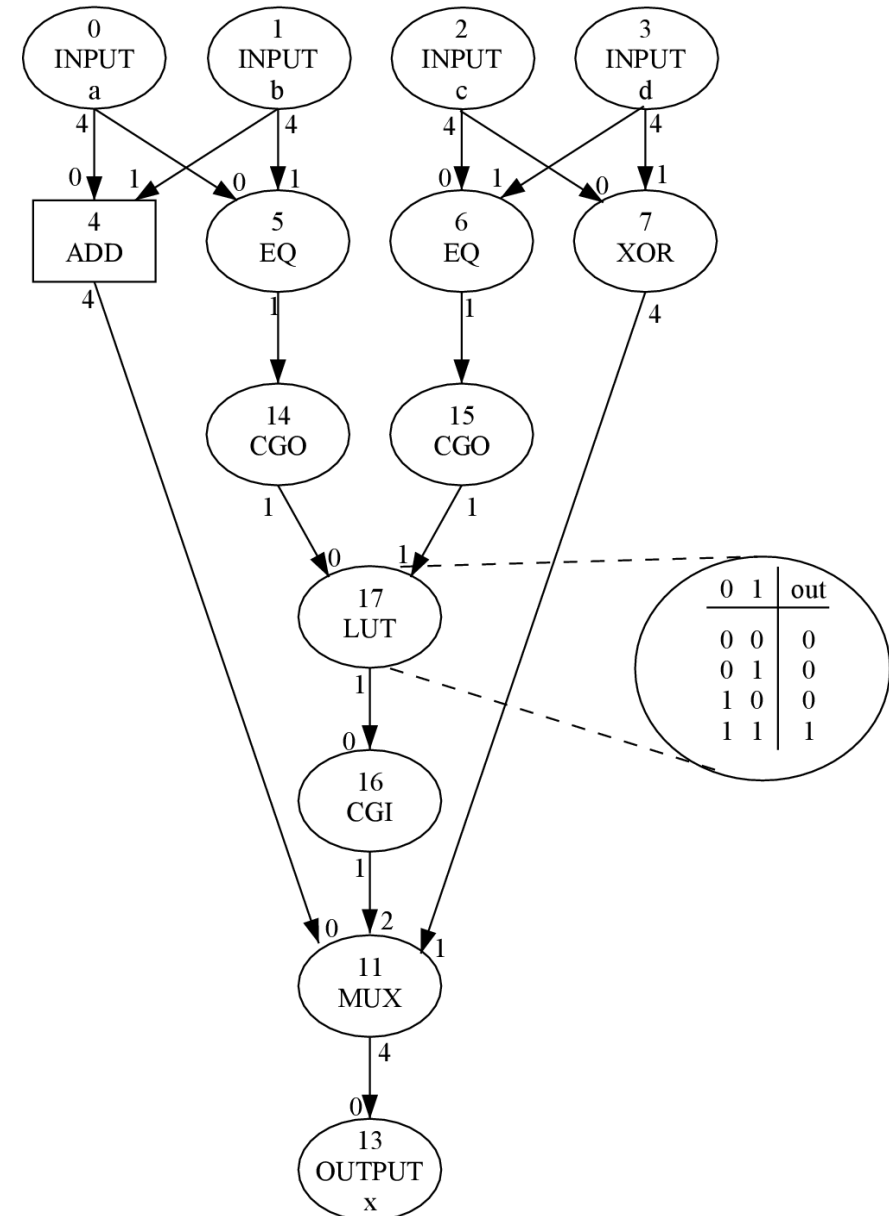 0 1 2 3
INPUT INPUT INPUT INPUT
a b c d
4 4 4 4
0 1 0 1 0 1 0 1
4 5 6 7
ADD EQ EQ XOR
4 1 1 4
14 15
CGO CGO
1 1
0 1
17
LUT
0 1 out
0 0 0
0 1 0
1 0 0
1 1 1
1
0
16
CGI
1
0 2 1
11
MUX
4
0
13
OUTPUT
x